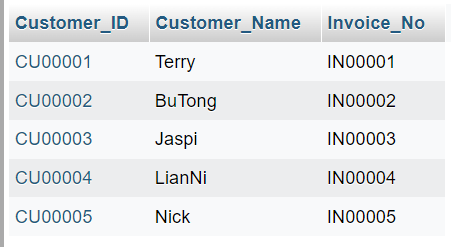 Customer_ID Customer_Name Invoice_No
CU00001 Terry IN00001
CU00002 BuTong IN00002
CU00003 Jaspi IN00003
CU00004 LianNi IN00004
CU00005 Nick IN00005